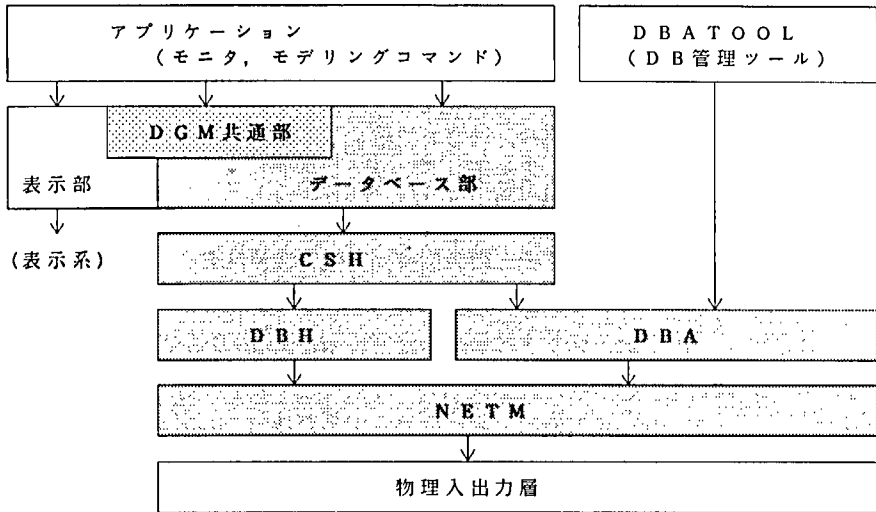 アプリケーション
(モニタ, モデリングコマンド)
DBATOOL
(DB管理ツール)
DGM共通部
表示部
データベース部
(表示系)
CSH
DBH
DBA
NETM
物理入出力層